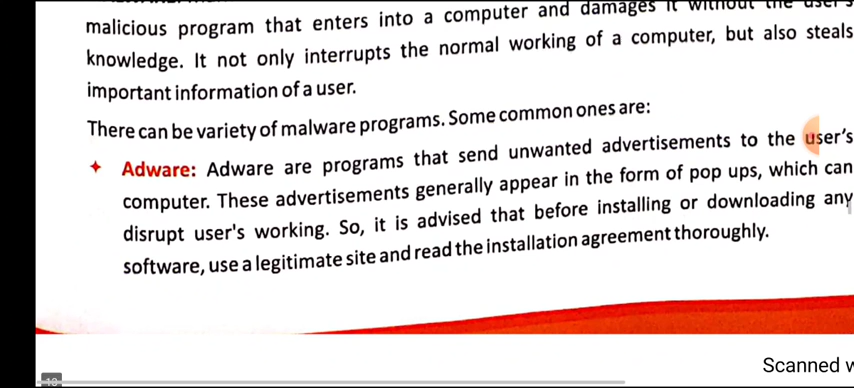 malicious program that enters into a computer and damages it without the user's
knowledge. It not only interrupts the normal working of a computer, but also steals
important information of a user.
There can be variety of malware programs. Some common ones are:
✦ Adware: Adware are programs that send unwanted advertisements to the user's
computer. These advertisements generally appear in the form of pop ups, which can
disrupt user's working. So, it is advised that before installing or downloading any
software, use a legitimate site and read the installation agreement thoroughly.
Scanned